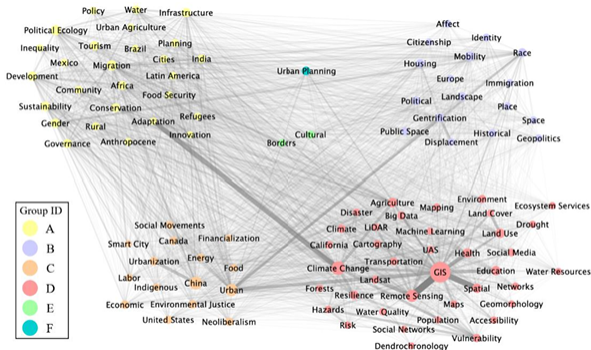 Policy
Water
Infrastructure
Political Ecology
Urban Agriculture
Inequality
Tourism
Brazil
Planning
Mexico
Migration
Cities
India
Development
Latin America
Community
Africa
Food Security
Sustainability
Conservation
Gender
Rural
Adaptation
Refugees
Governance
Anthropocene
Innovation
Urban Planning
Cultural
Borders
Affect
Citizenship
Identity
Race
Housing
Mobility
Europe
Immigration
Political
Landscape
Place
Gentrification
Space
Public Space
Historical
Geopolitics
Displacement
Group ID
A
B
C
D
E
F
Social Movements
Smart City
Canada
Financialization
Urbanization
Energy
Food
Labor
Indigenous
China
Urban
Economic
Environmental Justice
United States
Neoliberalism
Agriculture
Environment
Disaster
Big Data
Mapping
Land Cover
Ecosystem Services
Climate
LiDAR
Machine Learning
Land Use
Drought
California
Cartography
UAS
Health
Social Media
Climate Change
Transportation
GIS
Education
Water Resources
Forests
Landsat
Spatial
Networks
Resilience
Remote Sensing
Maps
Geomorphology
Hazards
Water Quality
Population
Accessibility
Risk
Social Networks
Vulnerability
Dendrochronology